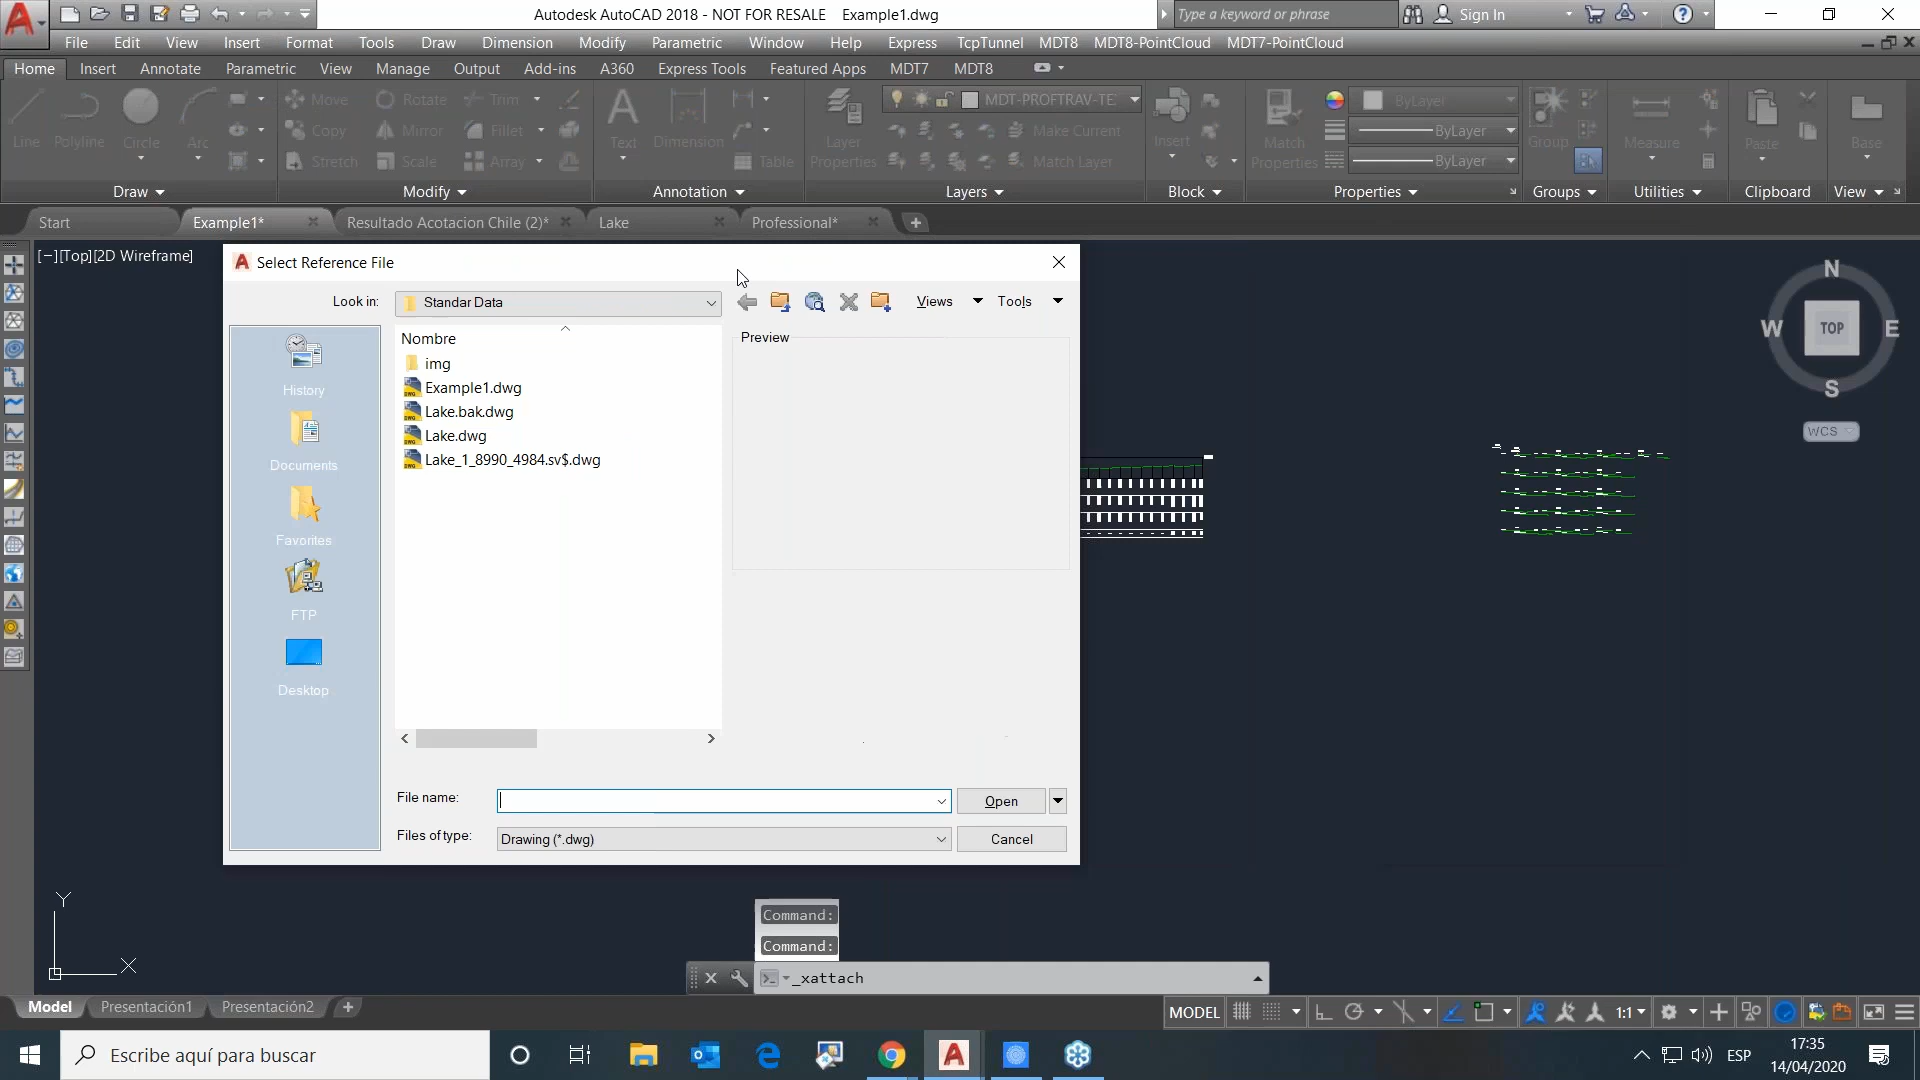 Autodesk AutoCAD 2018 - NOT FOR RESALE Example1.dwg
Type a keyword or phrase
Sign In
File Edit View Insert Format Tools Draw Dimension Modify Parametric Window Help Express TcpTunnel MDT8 MDT8-PointCloud MDT7-PointCloud
Home Insert Annotate Parametric View Manage Output Add-ins A360 Express Tools Featured Apps MDT7 MDT8
Move Rotate Trim MDT-PROFTRAV-TE ByLayer
Copy Mirror Fillet Make Current ByLayer
Line Polyline Circle Arc Text Dimension Layer Insert Match Group Measure Paste Base
Stretch Scale Array Table Properties Match Layer Properties ByLayer
Draw Modify Annotation Layers Block Properties Groups Utilities Clipboard View
Start Example1* Resultado Acotacion Chile (2)* Lake Professional*
[−][Top][2D Wireframe]
Select Reference File
Look in: Standar Data Views Tools
Nombre Preview
img
Example1.dwg
Lake.bak.dwg
Lake.dwg
Lake_1_8990_4984.sv$.dwg
History
Documents
Favorites
FTP
Desktop
File name: Open
Files of type: Drawing (*.dwg) Cancel
N
W TOP E
S
WCS
Y
X
Command:
Command:
_xattach
Model Presentación1 Presentación2
MODEL 1:1
Escribe aquí para buscar
ESP
17:35
14/04/2020